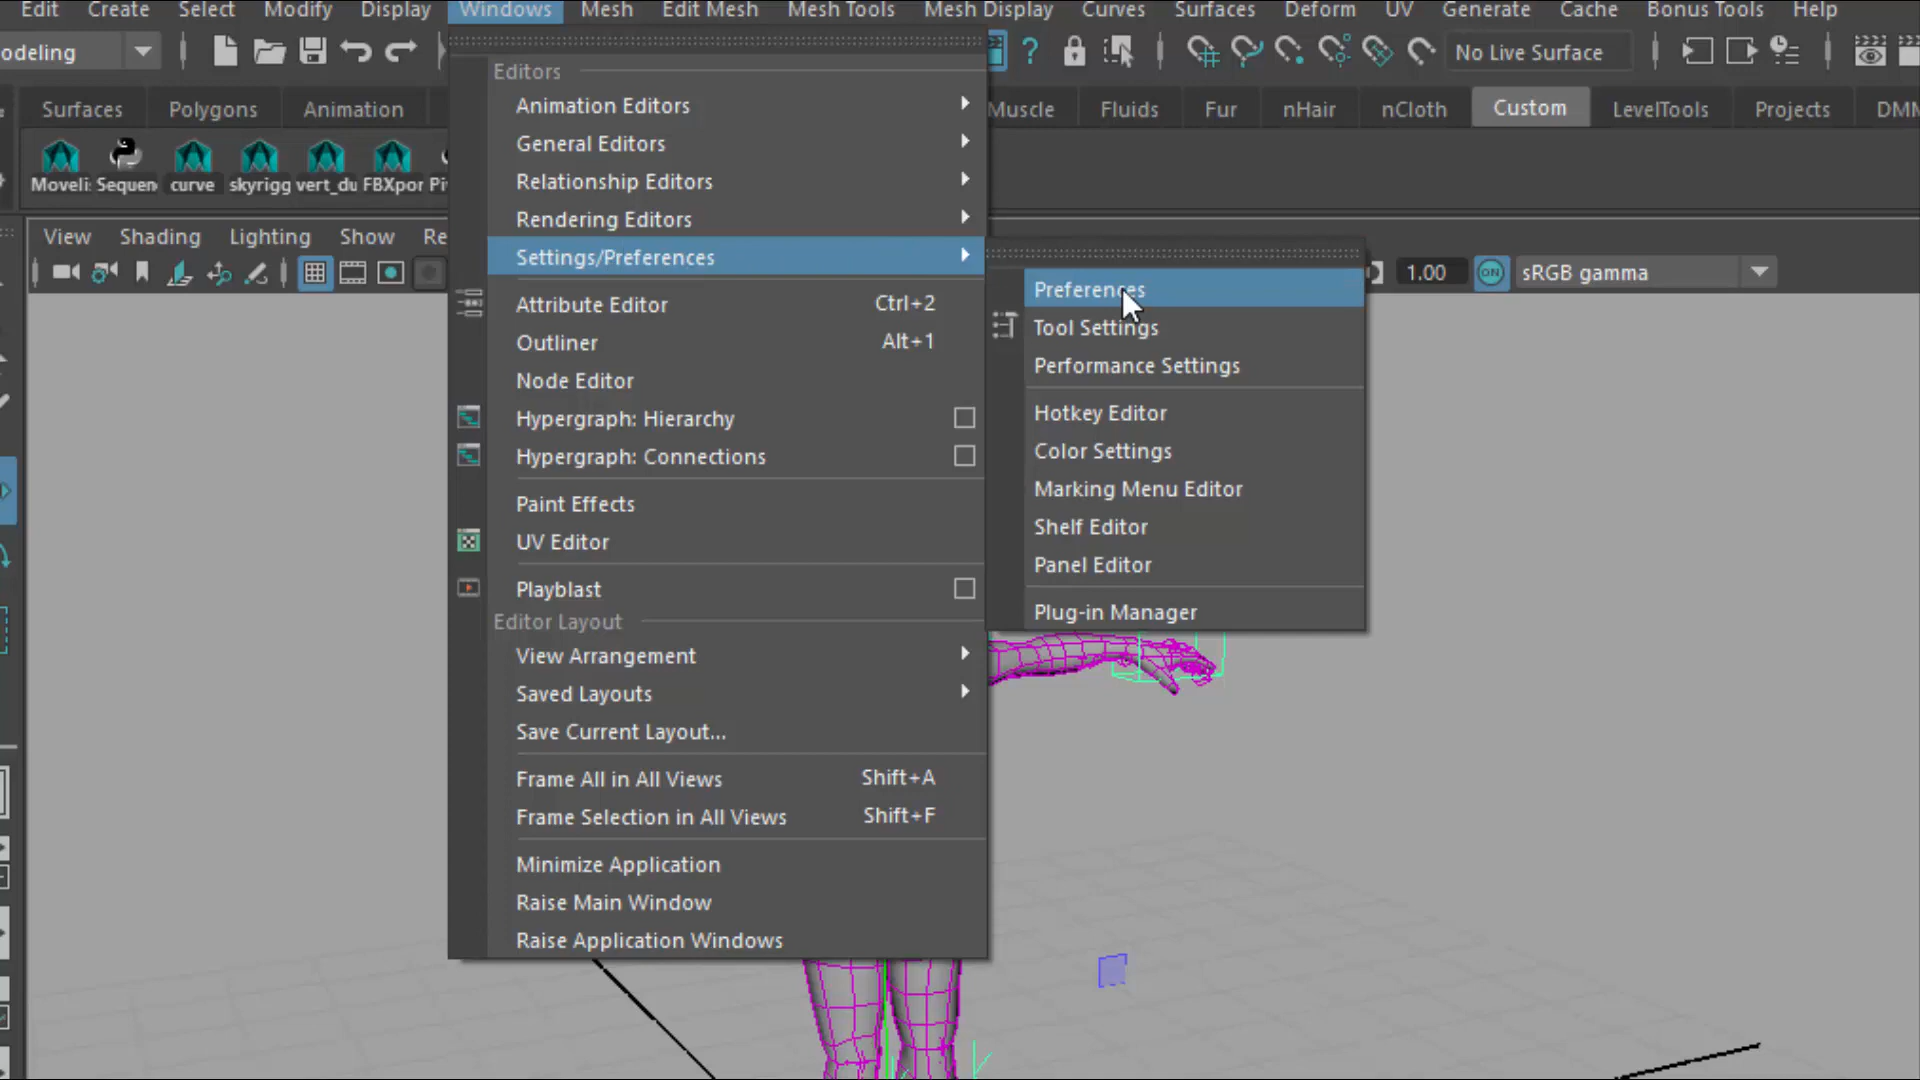 Edit Create Select Modify Display Windows Mesh Edit Mesh Mesh Tools Mesh Display Curves Surfaces Deform UV Generate Cache Bonus Tools Help
odeling
No Live Surface
Surfaces Polygons Animation Muscle Fluids Fur nHair nCloth Custom LevelTools Projects DMM
Moveli Sequen curve skyrigg vert_du FBXpor
View Shading Lighting Show Re
1.00 ON sRGB gamma
Editors
Animation Editors
General Editors
Relationship Editors
Rendering Editors
Settings/Preferences
Attribute Editor Ctrl+2
Outliner Alt+1
Node Editor
Hypergraph: Hierarchy
Hypergraph: Connections
Paint Effects
UV Editor
Playblast
Editor Layout
View Arrangement
Saved Layouts
Save Current Layout...
Frame All in All Views Shift+A
Frame Selection in All Views Shift+F
Minimize Application
Raise Main Window
Raise Application Windows
Preferences
Tool Settings
Performance Settings
Hotkey Editor
Color Settings
Marking Menu Editor
Shelf Editor
Panel Editor
Plug-in Manager